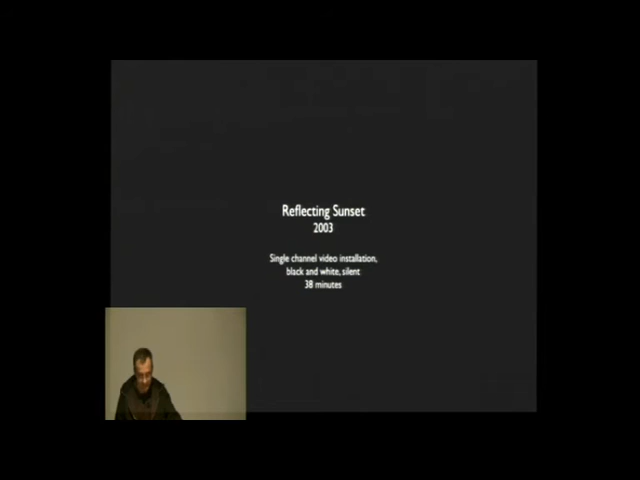 Reflecting Sunset
2003
Single channel video installation,
black and white, silent
38 minutes